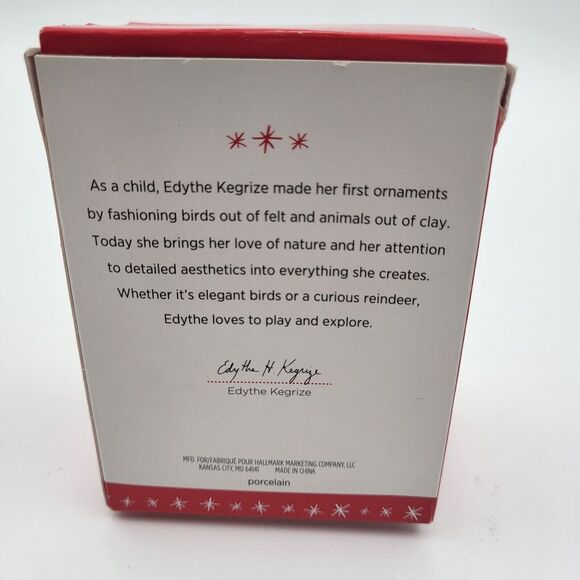 As a child, Edythe Kegrize made her first ornaments
by fashioning birds out of felt and animals out of clay.
Today she brings her love of nature and her attention
to detailed aesthetics into everything she creates.
Whether it's elegant birds or a curious reindeer,
Edythe loves to play and explore.
Edythe H Kegrize
Edythe Kegrize
MFD. FOR/FABRIQUÉ POUR HALLMARK MARKETING COMPANY, LLC
KANSAS CITY, MO 64141 MADE IN CHINA
porcelain